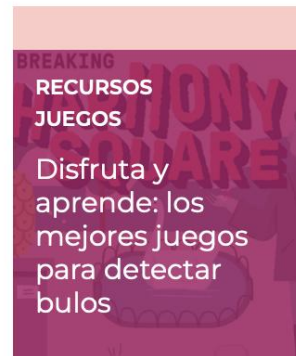 BREAKING
HARMONY
SQUARE
RECURSOS
JUEGOS
Disfruta y
aprende: los
mejores juegos
para detectar
bulos